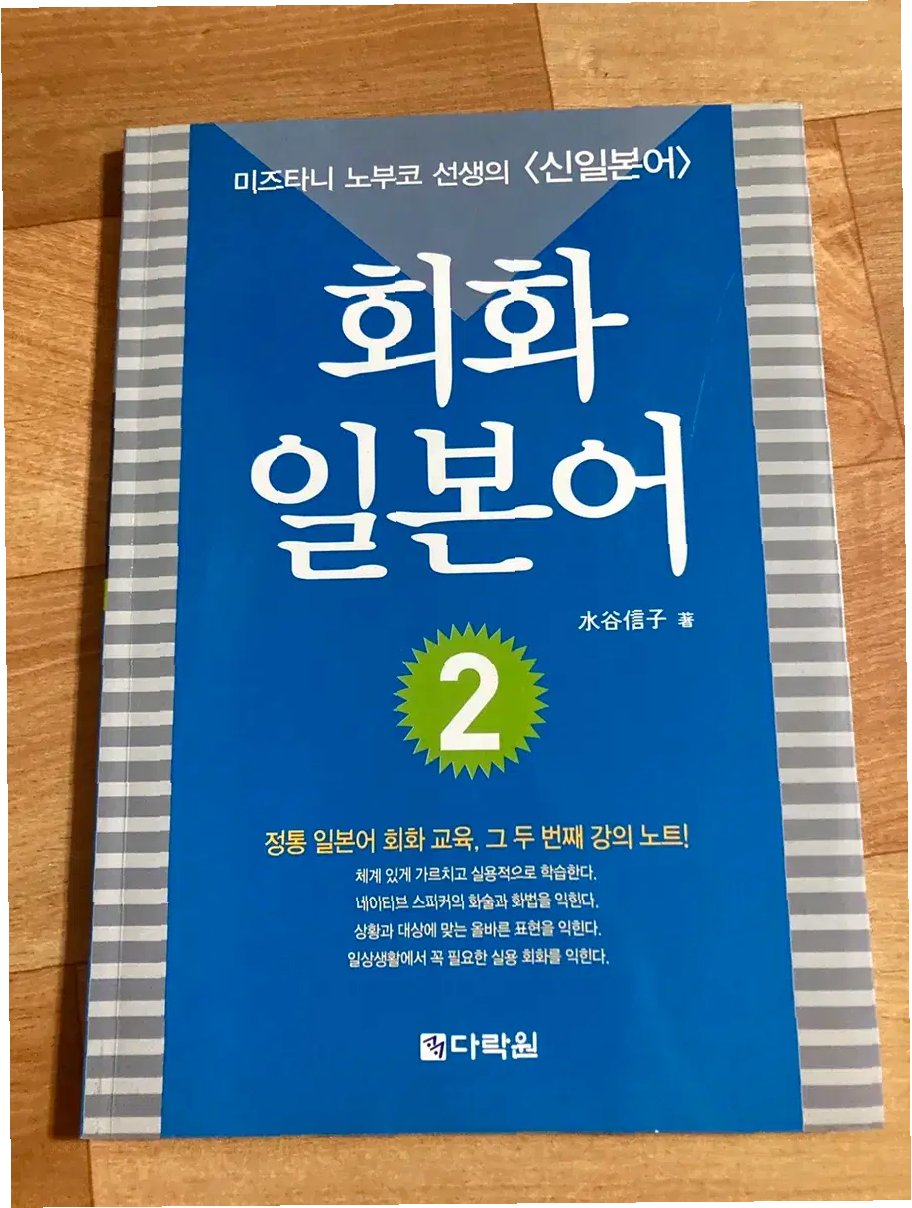 미즈타니 노부코 선생의 〈신일본어〉
회화
일본어
水谷信子 著
2
정통 일본어 회화 교육, 그 두 번째 강의 노트!
체계 있게 가르치고 실용적으로 학습한다.
네이티브 스피커의 화술과 화법을 익힌다.
상황과 대상에 맞는 올바른 표현을 익힌다.
일상생활에서 꼭 필요한 실용 회화를 익힌다.
다락원